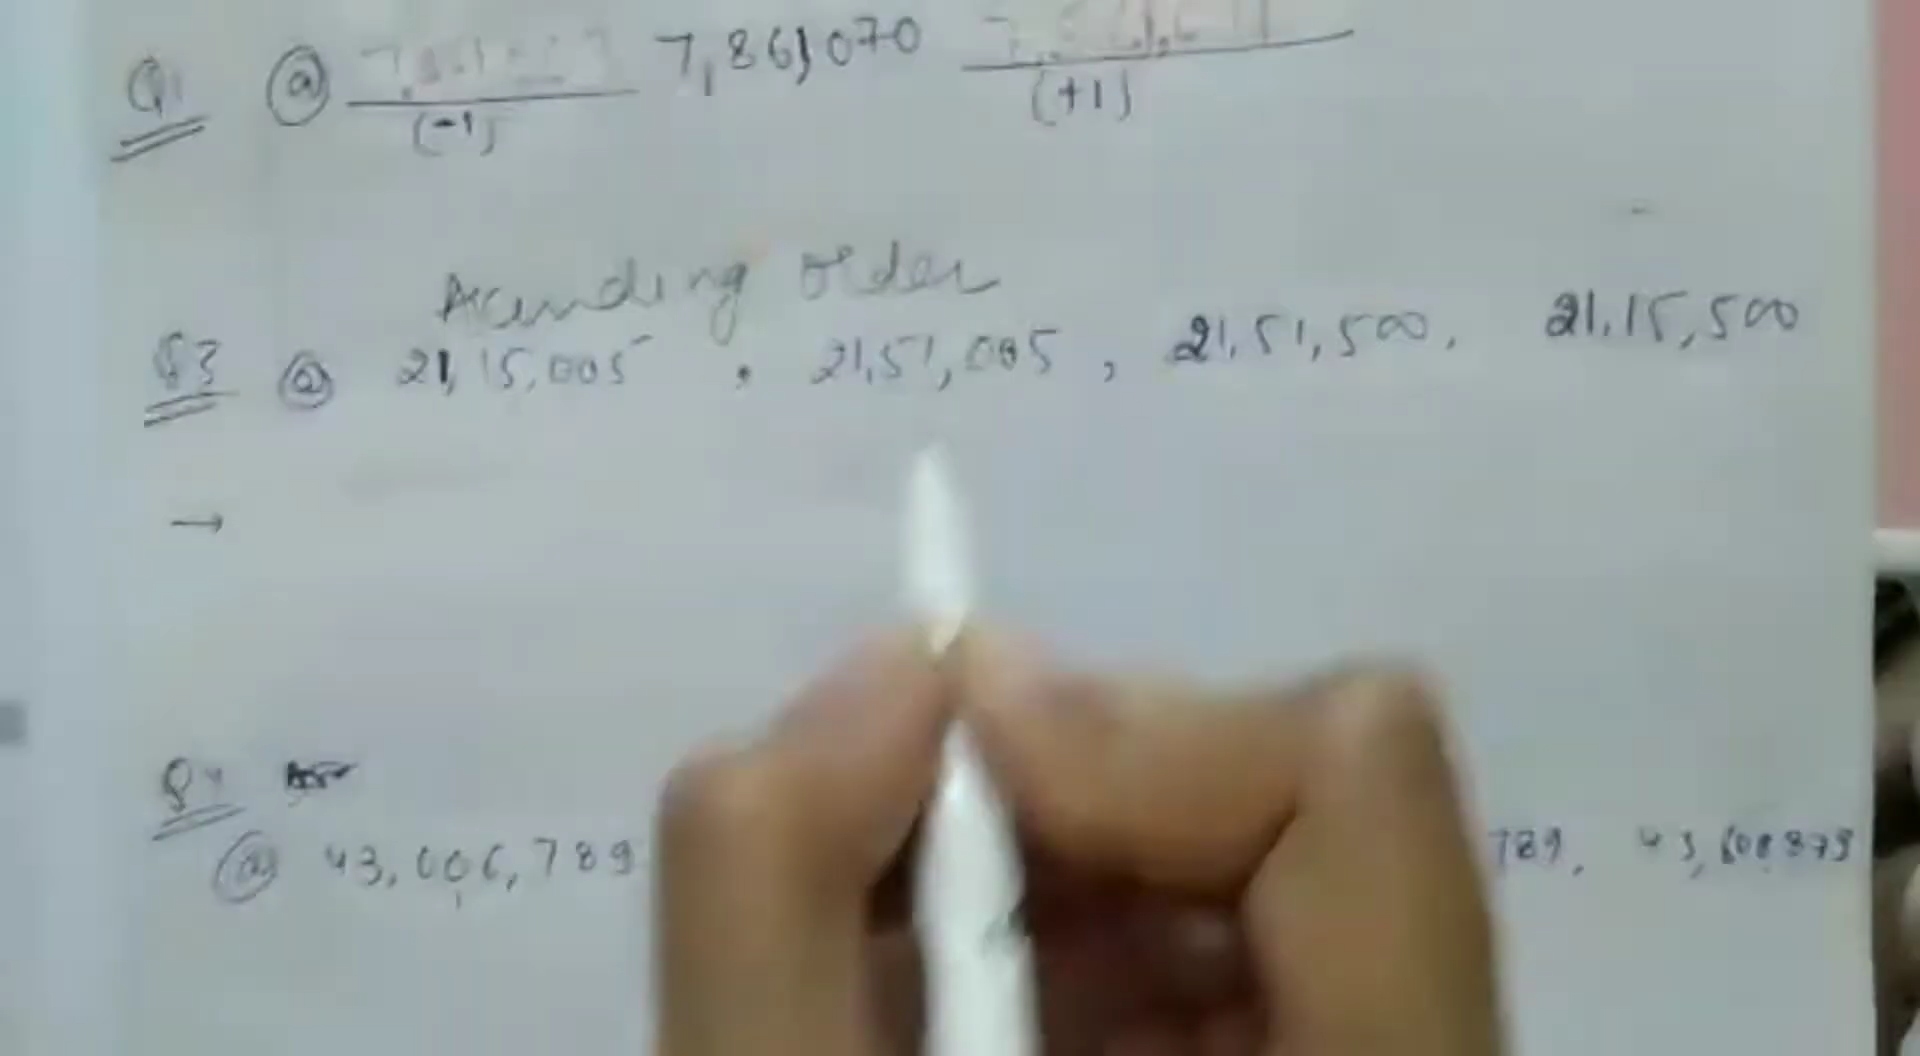 Q1 (a) 7,861,070
(-1) (+1)
Ascending order
Q3 (a) 21,15,005 , 21,51,005 , 21,51,500, 21,15,500
→
Q4
(a) 43,006,789 789, 43,608,879